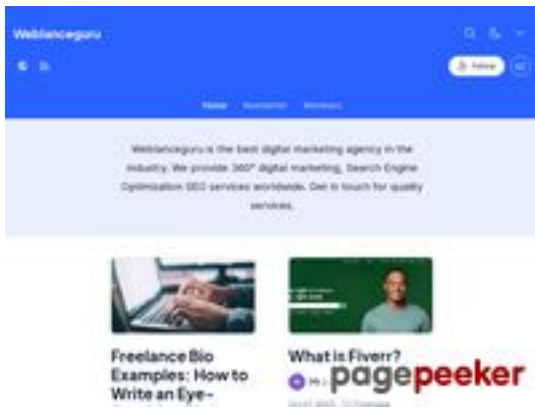 Weblanceguru
Follow
Home Newsletter Members
Weblanceguru is the best digital marketing agency in the
industry. We provide 360° digital marketing, Search Engine
Optimization SEO services worldwide. Get in touch for quality
services.
Freelance Bio
Examples: How to
Write an Eye-
What is Fiverr?
pagepeeker